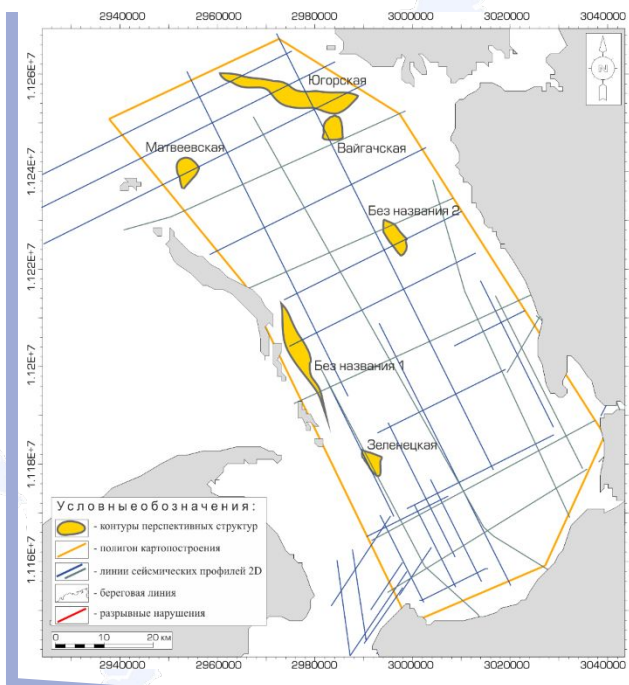 2940000 2960000 2980000 3000000 3020000 3040000
1.126E+7
1.124E+7
1.122E+7
1.12E+7
1.118E+7
1.116E+7
N
Югорская
Матвеевская
Вайгачская
Без названия 2
Без названия 1
Зеленецкая
Условные обозначения:
- контуры перспективных структур
- полигон картопостроения
- линии сейсмических профилей 2D
- береговая линия
- разрывные нарушения
0 10 20 км
2940000 2960000 2980000 3000000 3020000 3040000